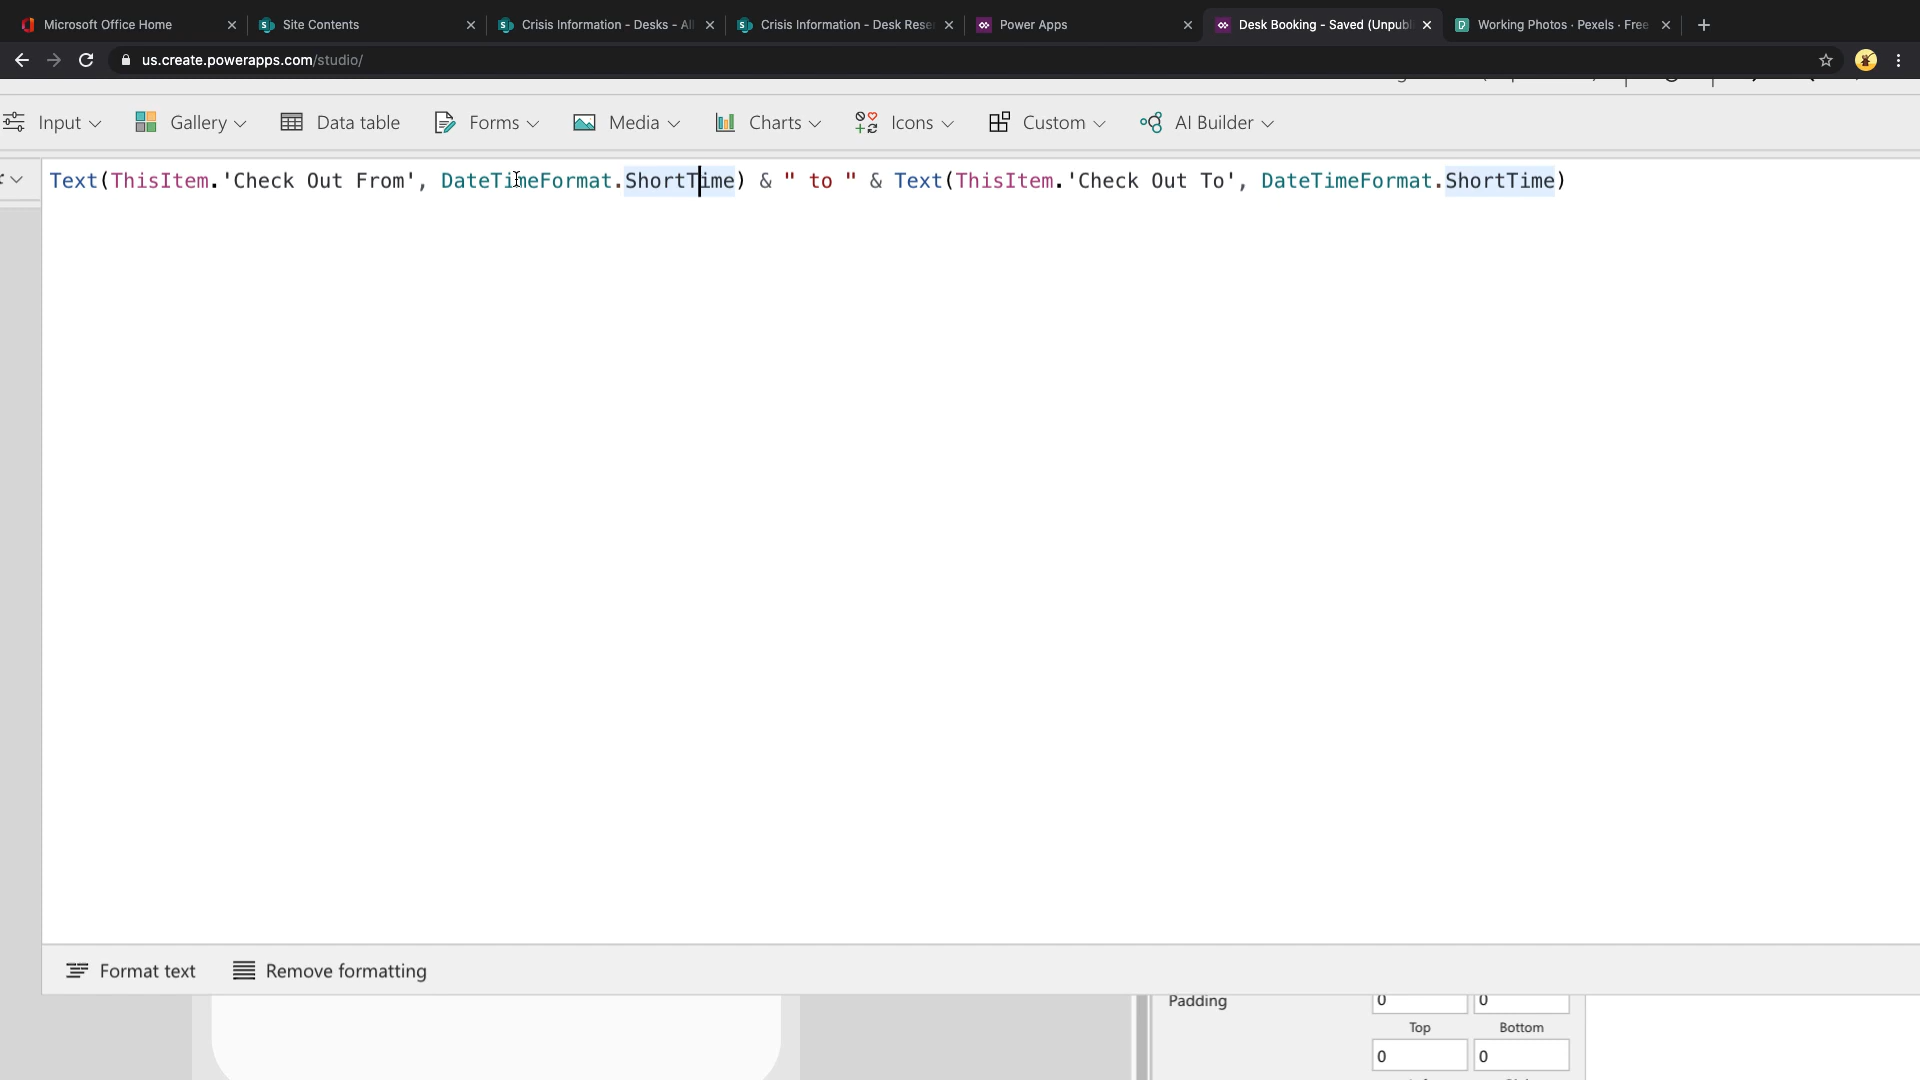 Microsoft Office Home
Site Contents
Crisis Information - Desks - All
Crisis Information - Desk Rese
Power Apps
Desk Booking - Saved (Unpubl
Working Photos · Pexels · Free
us.create.powerapps.com/studio/
Input
Gallery
Data table
Forms
Media
Charts
Icons
Custom
AI Builder
Text(ThisItem.'Check Out From', DateTimeFormat.ShortTime) & " to " & Text(ThisItem.'Check Out To', DateTimeFormat.ShortTime)
Format text
Remove formatting
Padding
0
0
Top
Bottom
0
0